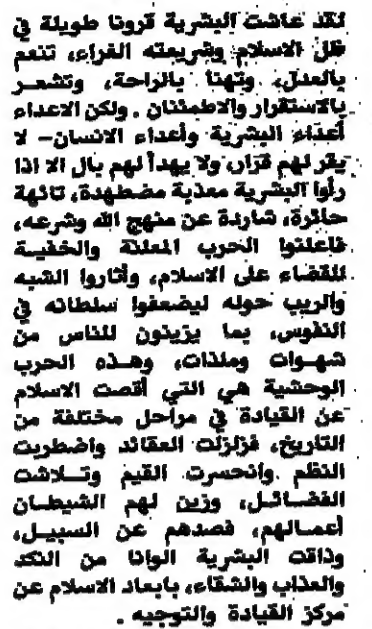 لقد عاشت البشرية قرونا طويلة في
ظل الاسلام وشريعته الغراء، تنعم
بالعدل، وتهنا بالراحة، وتشعر
بالاستقرار والاطمئنان . ولكن الاعداء
أعداء البشرية وأعداء الانسان- لا
يقر لهم قرار، ولا يهدأ لهم بال الا اذا
رأوا البشرية معذبة مضطهدة، تائهة
حائرة، شاردة عن منهج الله وشرعه،
فاعلنوا الحرب المعلنة والخفية
للقضاء على الاسلام، وأثاروا الشبه
والريب حوله ليضعفوا سلطانه في
النفوس، بما يزينون للناس من
شهوات وملذات، وهذه الحرب
الوحشية هي التي أقصت الاسلام
عن القيادة في مراحل مختلفة من
التاريخ، فزلزلت العقائد واضطربت
النظم وانحسرت القيم وتلاشت
الفضائل، وزين لهم الشيطان
أعمالهم، فصدهم عن السبيل،
وذاقت البشرية الوانا من النكد
والعذاب والشقاء، بابعاد الاسلام عن
مركز القيادة والتوجيه .